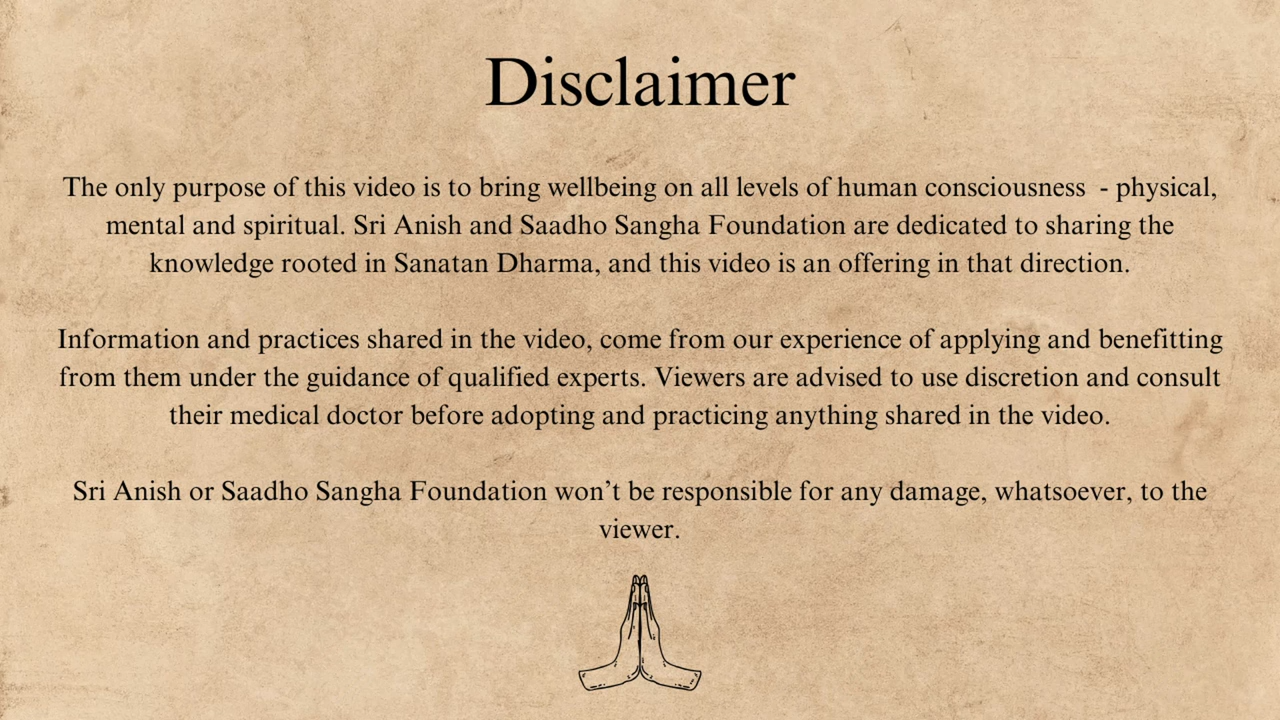 Disclaimer
The only purpose of this video is to bring wellbeing on all levels of human consciousness  - physical,
mental and spiritual. Sri Anish and Saadho Sangha Foundation are dedicated to sharing the
knowledge rooted in Sanatan Dharma, and this video is an offering in that direction.
Information and practices shared in the video, come from our experience of applying and benefitting
from them under the guidance of qualified experts. Viewers are advised to use discretion and consult
their medical doctor before adopting and practicing anything shared in the video.
Sri Anish or Saadho Sangha Foundation won’t be responsible for any damage, whatsoever, to the
viewer.